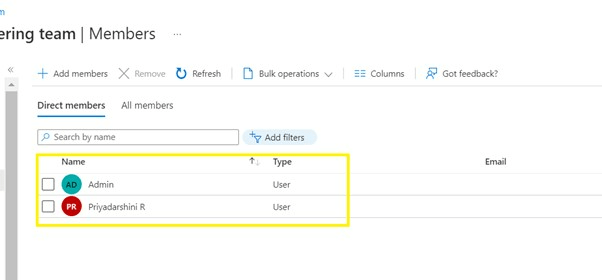 ering team | Members ...
« + Add members Remove Refresh Bulk operations Columns Got feedback?
Direct members All members
Search by name Add filters
Name ↑↓ Type Email
AD Admin User
PR Priyadarshini R User